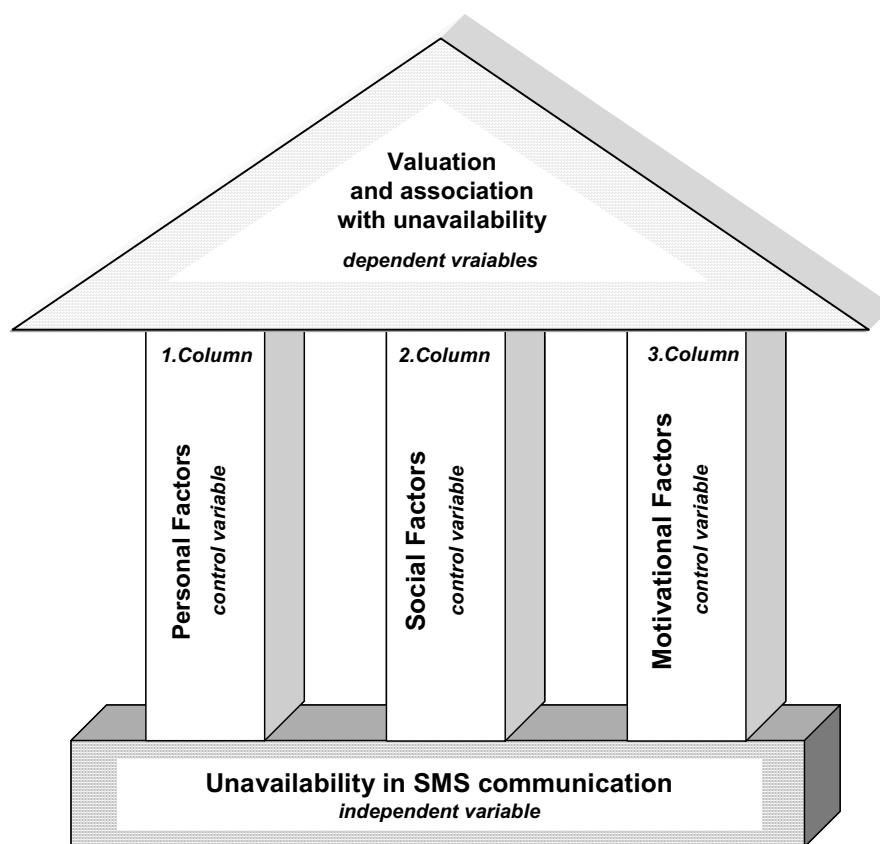 Valuation
and association
with unavailability
dependent vraiables
1.Column
2.Column
3.Column
Personal Factors
control variable
Social Factors
control variable
Motivational Factors
control variable
Unavailability in SMS communication
independent variable